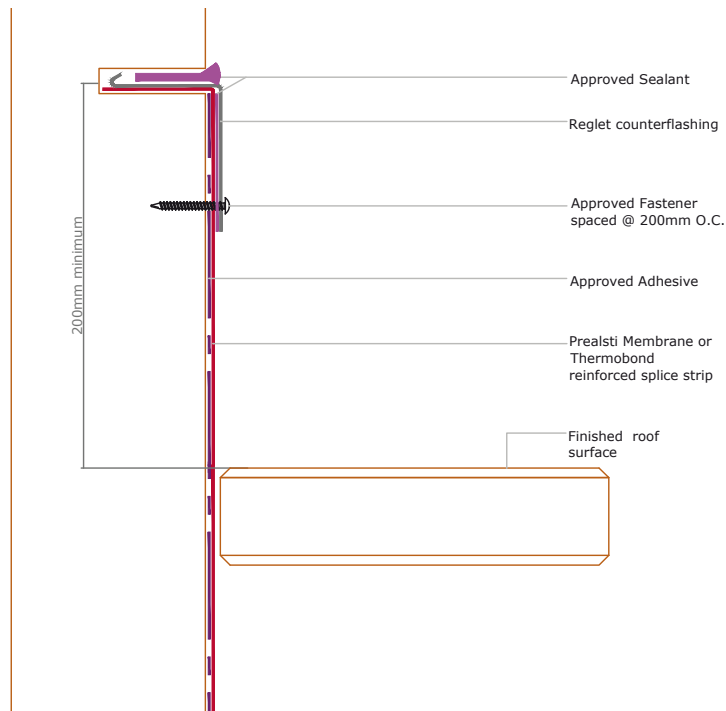 Approved Sealant
Reglet counterflashing
Approved Fastener
spaced @ 200mm O.C.
200mm minimum
Approved Adhesive
Prealsti Membrane or
Thermobond
reinforced splice strip
Finished roof
surface